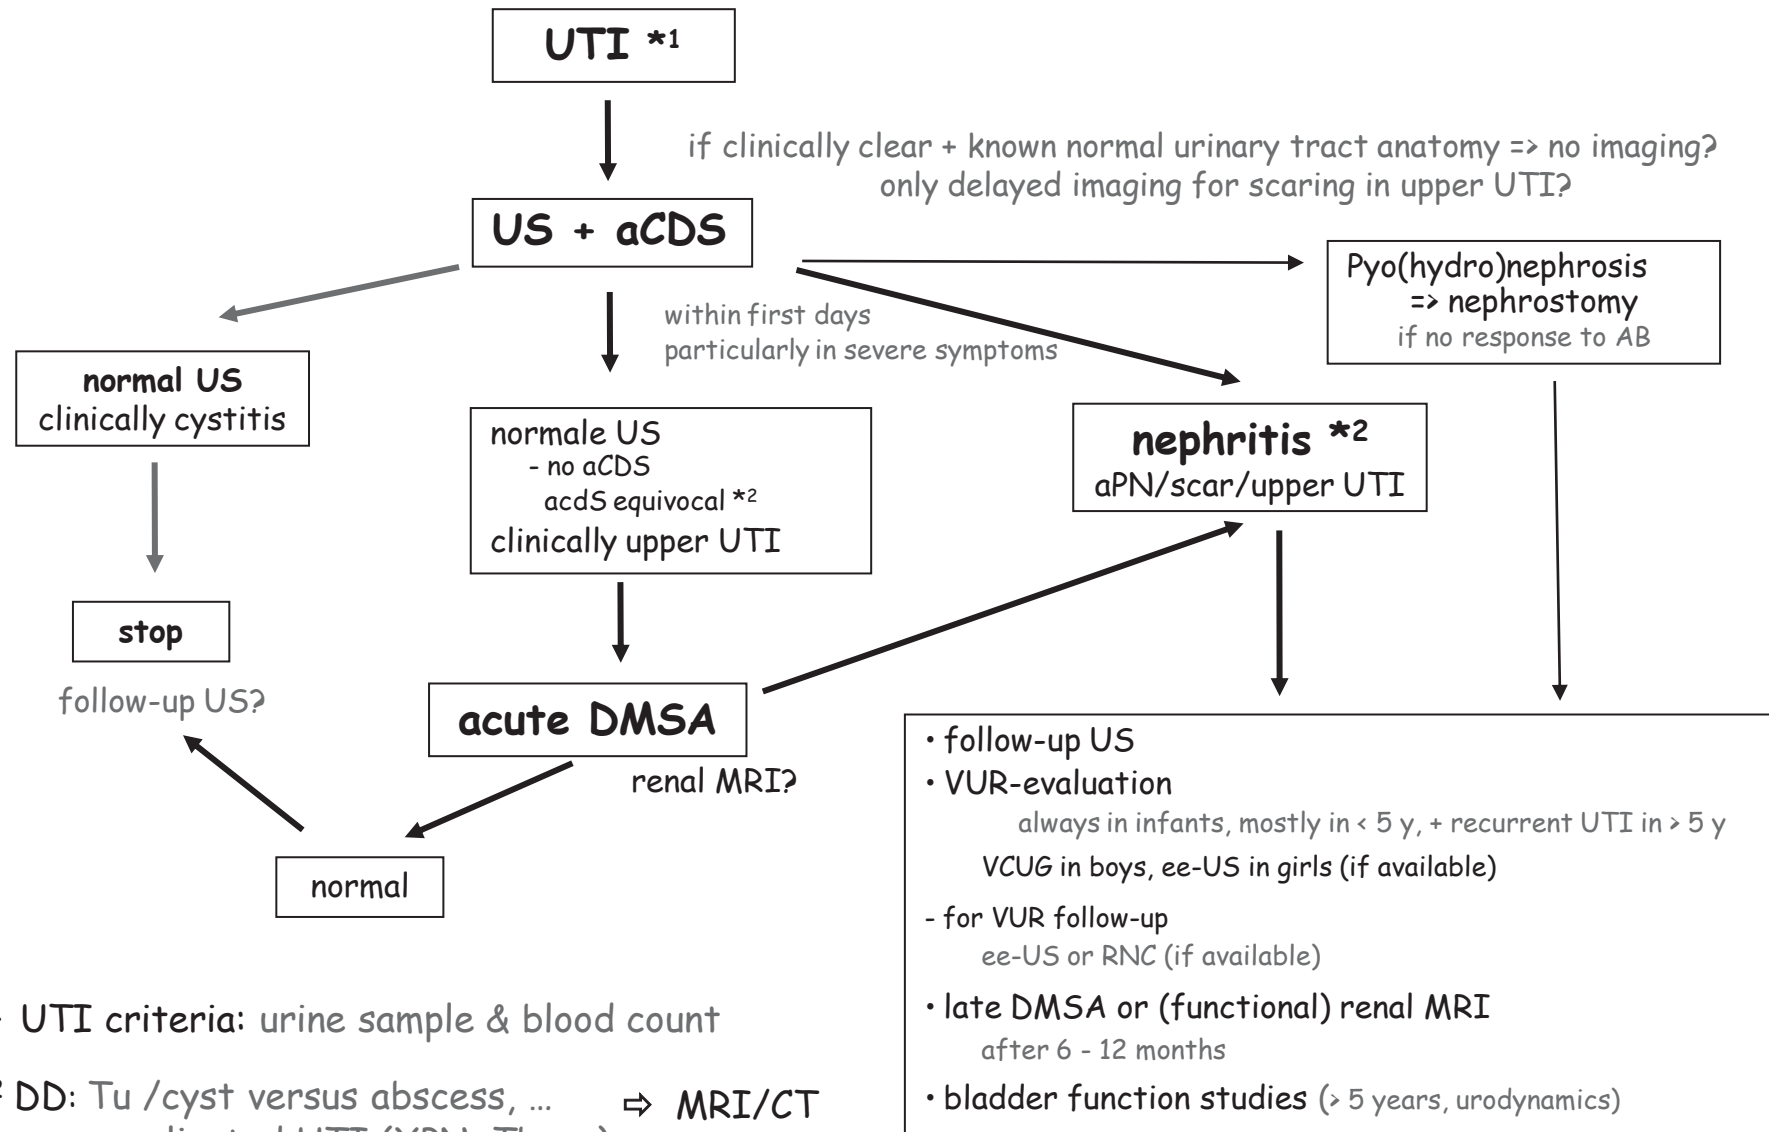 UTI *1
if clinically clear + known normal urinary tract anatomy => no imaging?
only delayed imaging for scaring in upper UTI?
US + aCDS
Pyo(hydro)nephrosis
=> nephrostomy
if no response to AB
within first days
particularly in severe symptoms
normal US
clinically cystitis
normale US
- no aCDS
acdS equivocal *2
clinically upper UTI
nephritis *2
aPN/scar/upper UTI
stop
follow-up US?
acute DMSA
renal MRI?
normal
• follow-up US
• VUR-evaluation
always in infants, mostly in < 5 y, + recurrent UTI in > 5 y
VCUG in boys, ee-US in girls (if available)
- for VUR follow-up
ee-US or RNC (if available)
• late DMSA or (functional) renal MRI
after 6 - 12 months
• bladder function studies (> 5 years, urodynamics)
UTI criteria: urine sample & blood count
DD: Tu /cyst versus abscess, ... ⇨ MRI/CT
UTI